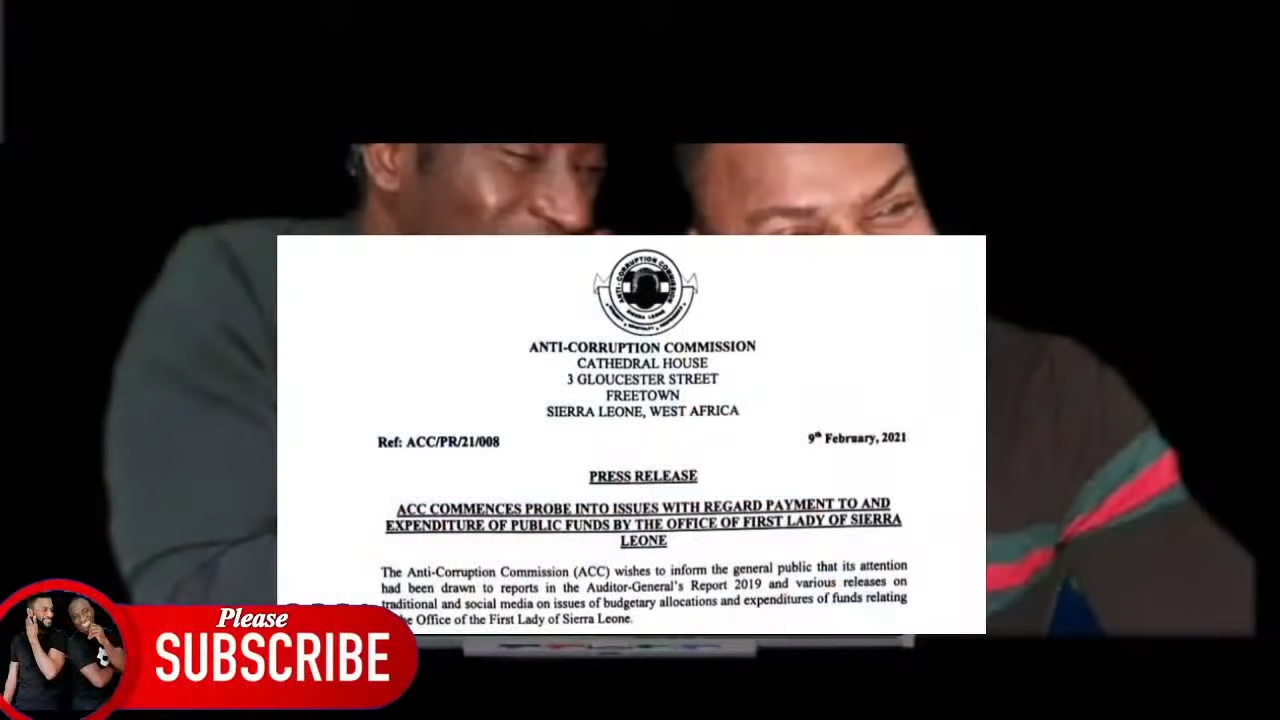 ANTI-CORRUPTION COMMISSION
SIERRA LEONE
ANTI-CORRUPTION COMMISSION
CATHEDRAL HOUSE
3 GLOUCESTER STREET
FREETOWN
SIERRA LEONE, WEST AFRICA
Ref: ACC/PR/21/008
9th February, 2021
PRESS RELEASE
ACC COMMENCES PROBE INTO ISSUES WITH REGARD PAYMENT TO AND
EXPENDITURE OF PUBLIC FUNDS BY THE OFFICE OF FIRST LADY OF SIERRA
LEONE
The Anti-Corruption Commission (ACC) wishes to inform the general public that its attention
had been drawn to reports in the Auditor-General's Report 2019 and various releases on
traditional and social media on issues of budgetary allocations and expenditures of funds relating
Office of the First Lady of Sierra Leone.
Please
SUBSCRIBE